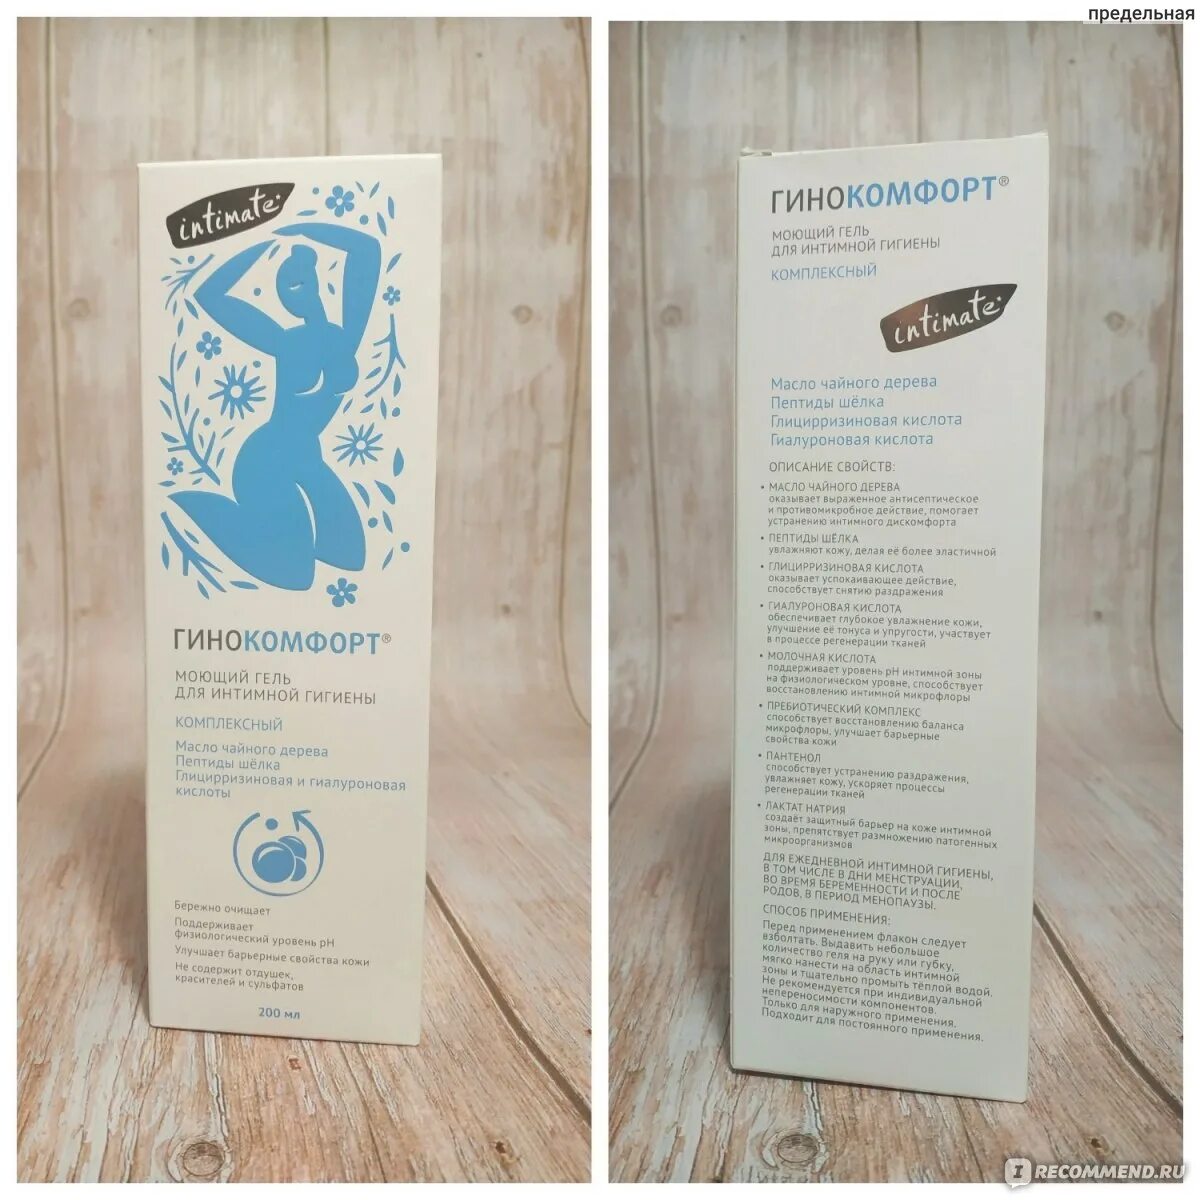 предельная
intimate
ГИНОКОМФОРТ®
МОЮЩИЙ ГЕЛЬ
ДЛЯ ИНТИМНОЙ ГИГИЕНЫ
КОМПЛЕКСНЫЙ
Масло чайного дерева
Пептиды шёлка
Глицирризиновая и гиалуроновая
кислоты
Бережно очищает
Поддерживает
физиологический уровень pH
Улучшает барьерные свойства кожи
Не содержит отдушек,
красителей и сульфатов
200 мл
ГИНОКОМФОРТ®
МОЮЩИЙ ГЕЛЬ
ДЛЯ ИНТИМНОЙ ГИГИЕНЫ
КОМПЛЕКСНЫЙ
intimate
Масло чайного дерева
Пептиды шёлка
Глицирризиновая кислота
Гиалуроновая кислота
ОПИСАНИЕ СВОЙСТВ:
• МАСЛО ЧАЙНОГО ДЕРЕВА
оказывает выраженное антисептическое
и противомикробное действие, помогает
устранению интимного дискомфорта
• ПЕПТИДЫ ШЁЛКА
увлажняют кожу, делая её более эластичной
• ГЛИЦИРРИЗИНОВАЯ КИСЛОТА
оказывает успокаивающее действие,
способствует снятию раздражения
• ГИАЛУРОНОВАЯ КИСЛОТА
обеспечивает глубокое увлажнение кожи,
улучшение её тонуса и упругости, участвует
в процессе регенерации тканей
• МОЛОЧНАЯ КИСЛОТА
поддерживает уровень pH интимной зоны
на физиологическом уровне, способствует
восстановлению интимной микрофлоры
• ПРЕБИОТИЧЕСКИЙ КОМПЛЕКС
способствует восстановлению баланса
микрофлоры, улучшает барьерные
свойства кожи
• ПАНТЕНОЛ
способствует устранению раздражения,
увлажняет кожу, ускоряет процессы
регенерации тканей
• ЛАКТАТ НАТРИЯ
создаёт защитный барьер на коже интимной
зоны, препятствует размножению патогенных
микроорганизмов
ДЛЯ ЕЖЕДНЕВНОЙ ИНТИМНОЙ ГИГИЕНЫ,
В ТОМ ЧИСЛЕ В ДНИ МЕНСТРУАЦИИ,
ВО ВРЕМЯ БЕРЕМЕННОСТИ И ПОСЛЕ
РОДОВ, В ПЕРИОД МЕНОПАУЗЫ.
СПОСОБ ПРИМЕНЕНИЯ:
Перед применением флакон следует
взболтать. Выдавить небольшое
количество геля на руку или губку,
мягко нанести на область интимной
зоны и тщательно промыть тёплой водой.
Не рекомендуется при индивидуальной
непереносимости компонентов.
Только для наружного применения.
Подходит для постоянного применения.
I RECOMMEND.RU